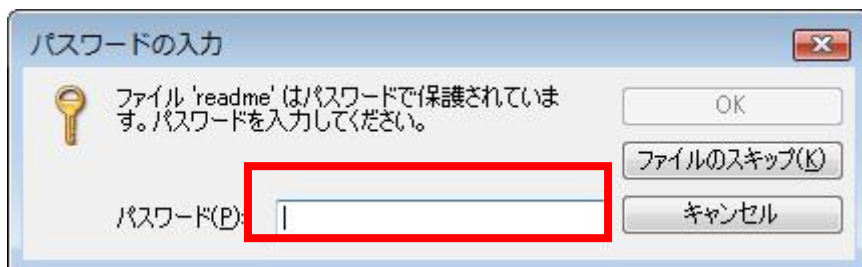 パスワードの入力
ファイル 'readme' はパスワードで保護されていま
す。パスワードを入力してください。
OK
ファイルのスキップ(K)
パスワード(P):
キャンセル